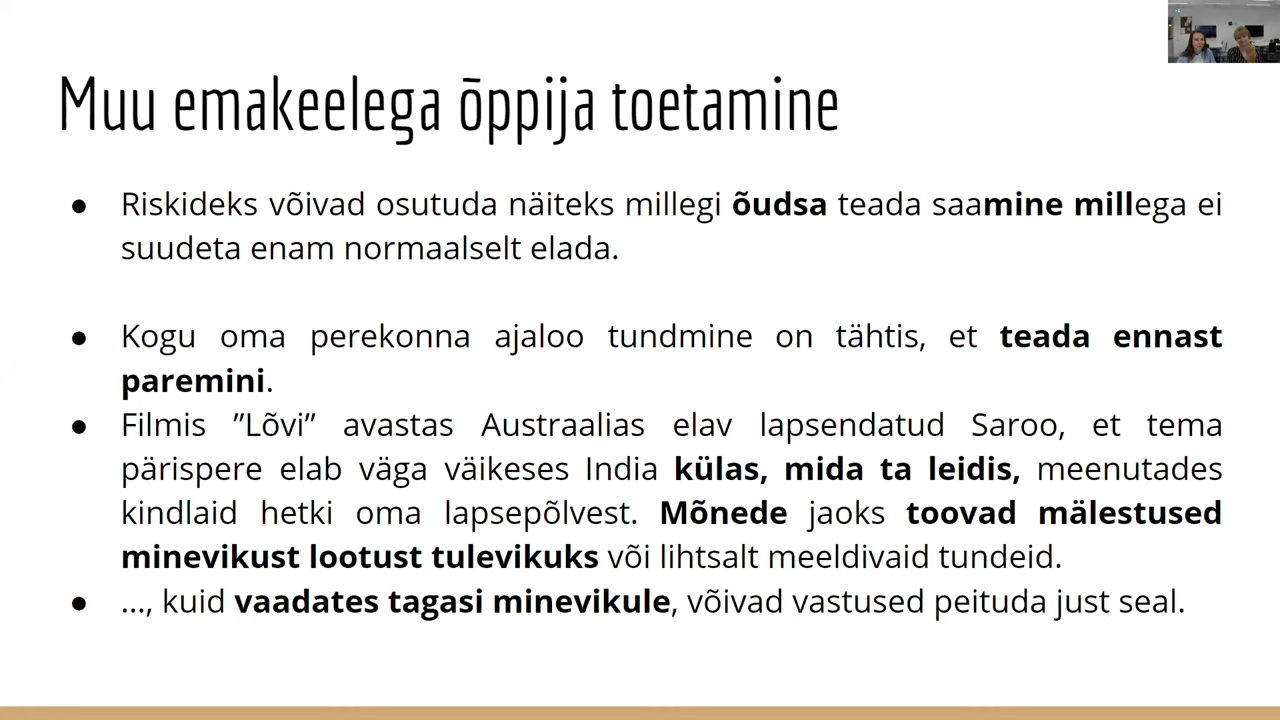 Muu emakeelega õppija toetamine
● Riskideks võivad osutuda näiteks millegi õudsa teada saamine millega ei
suudeta enam normaalselt elada.
● Kogu oma perekonna ajaloo tundmine on tähtis, et teada ennast
paremini.
● Filmis ”Lõvi” avastas Austraalias elav lapsendatud Saroo, et tema
pärispere elab väga väikeses India külas, mida ta leidis, meenutades
kindlaid hetki oma lapsepõlvest. Mõnede jaoks toovad mälestused
minevikust lootust tulevikuks või lihtsalt meeldivaid tundeid.
● ..., kuid vaadates tagasi minevikule, võivad vastused peituda just seal.